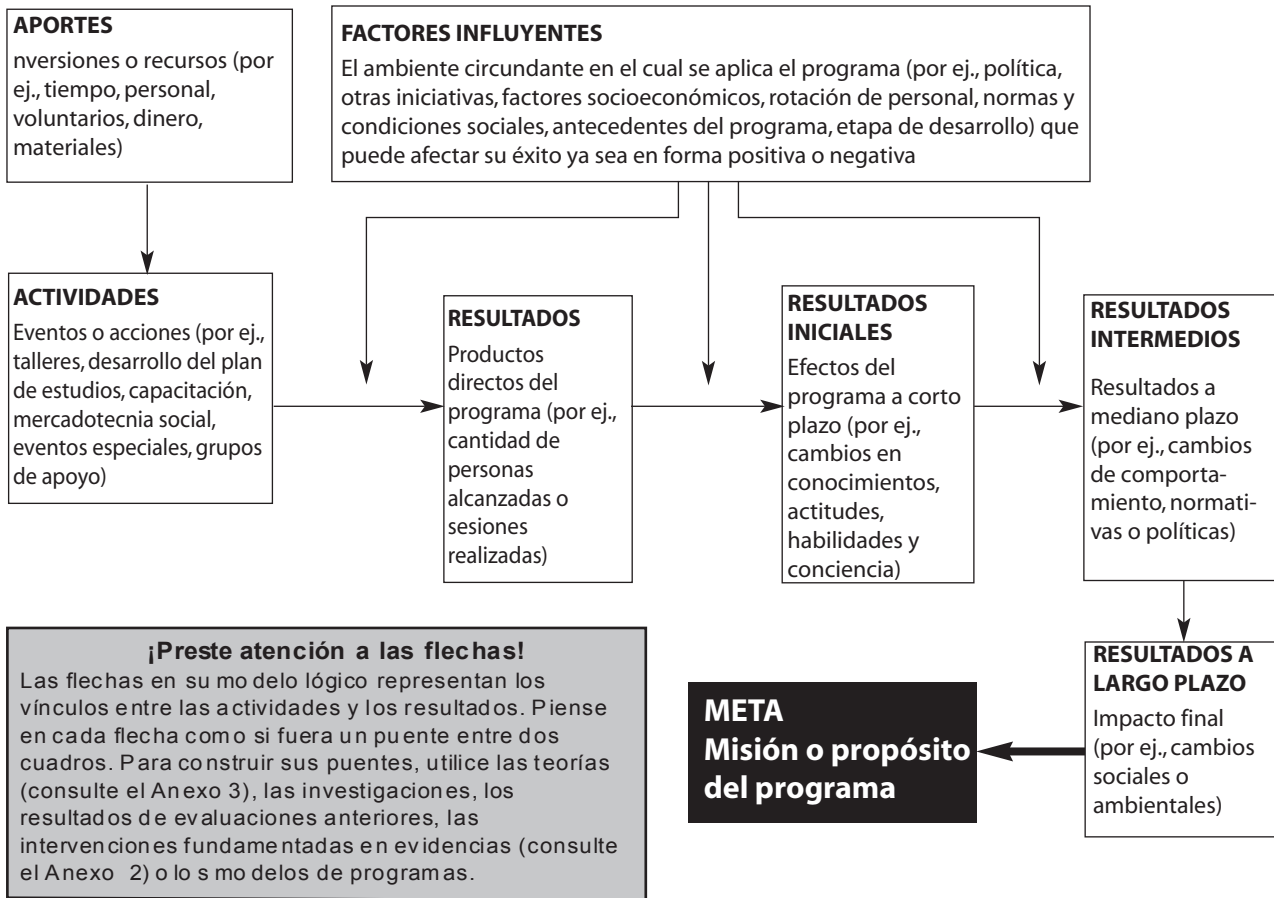 APORTES
nversiones o recursos (por
ej., tiempo, personal,
voluntarios, dinero,
materiales)
FACTORES INFLUYENTES
El ambiente circundante en el cual se aplica el programa (por ej., política,
otras iniciativas, factores socioeconómicos, rotación de personal, normas y
condiciones sociales, antecedentes del programa, etapa de desarrollo) que
puede afectar su éxito ya sea en forma positiva o negativa
ACTIVIDADES
Eventos o acciones (por ej.,
talleres, desarrollo del plan
de estudios, capacitación,
mercadotecnia social,
eventos especiales, grupos
de apoyo)
RESULTADOS
Productos
directos del
programa (por ej.,
cantidad de
personas
alcanzadas o
sesiones
realizadas)
RESULTADOS
INICIALES
Efectos del
programa a corto
plazo (por ej.,
cambios en
conocimientos,
actitudes,
habilidades y
conciencia)
RESULTADOS
INTERMEDIOS
Resultados a
mediano plazo
(por ej., cambios
de comporta-
miento, normati-
vas o políticas)
RESULTADOS A
LARGO PLAZO
Impacto final
(por ej., cambios
sociales o
ambientales)
META
Misión o propósito
del programa
¡Preste atención a las flechas!
Las flechas en su modelo lógico representan los
vínculos entre las actividades y los resultados. Piense
en cada flecha como si fuera un puente entre dos
cuadros. Para construir sus puentes, utilice las teorías
(consulte el Anexo 3), las investigaciones, los
resultados de evaluaciones anteriores, las
intervenciones fundamentadas en evidencias (consulte
el Anexo 2) o los modelos de programas.